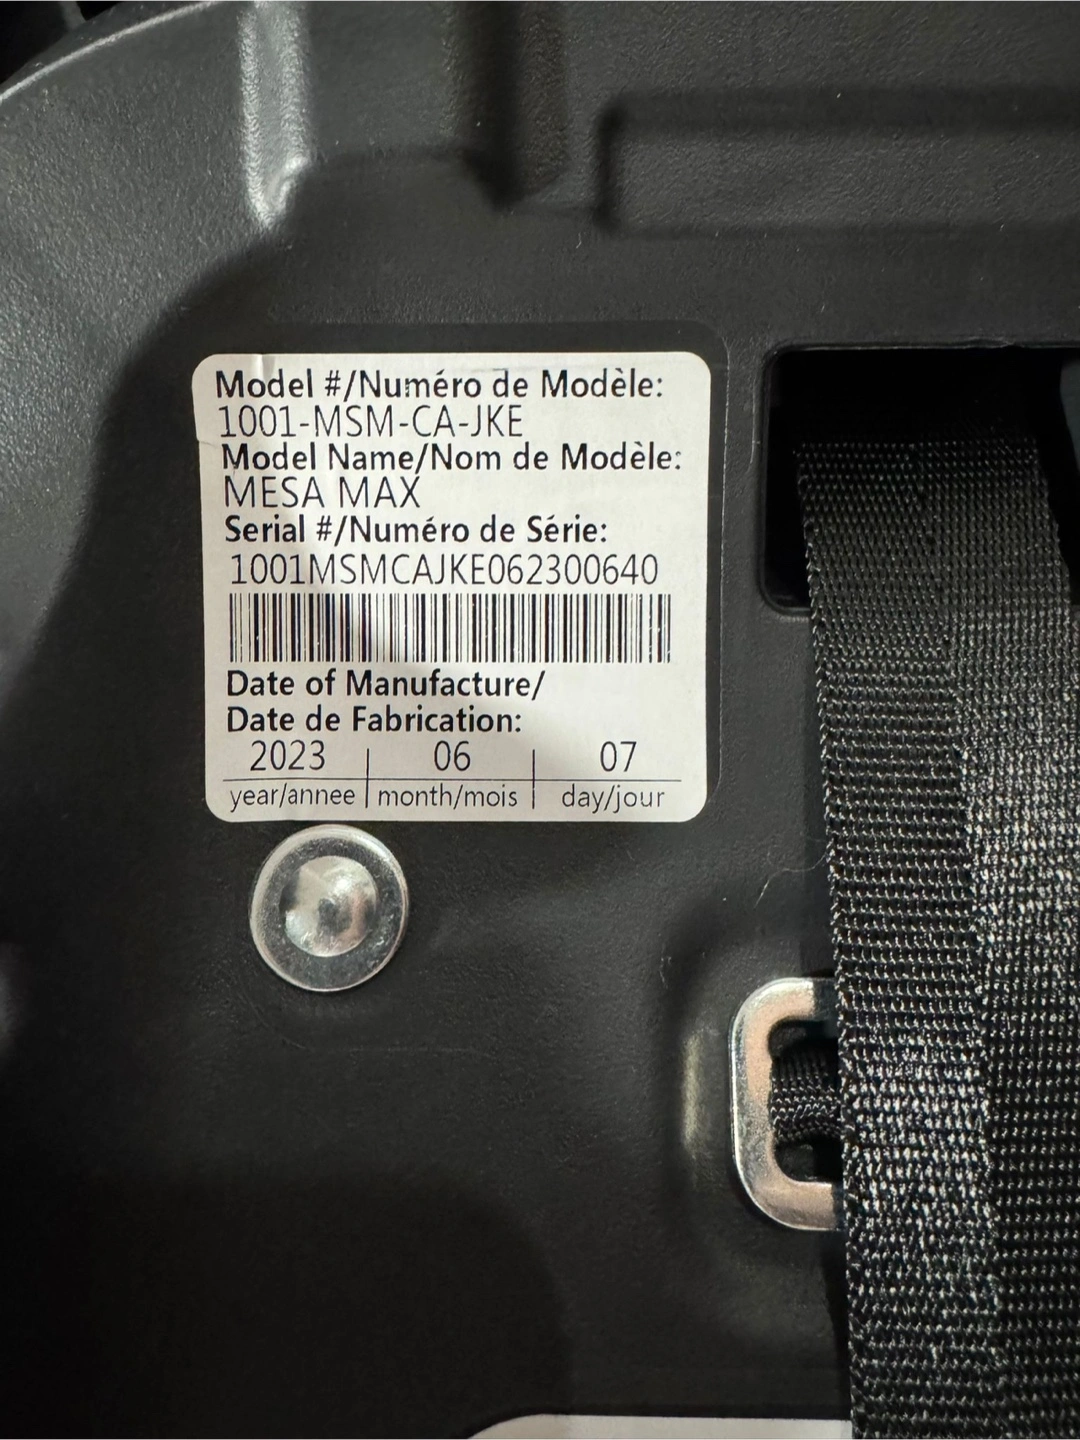 Model #/Numéro de Modèle:
1001-MSM-CA-JKE
Model Name/Nom de Modèle:
MESA MAX
Serial #/Numéro de Série:
1001MSMCAJKE062300640
Date of Manufacture/
Date de Fabrication:
2023 | 06 | 07
year/annee | month/mois | day/jour